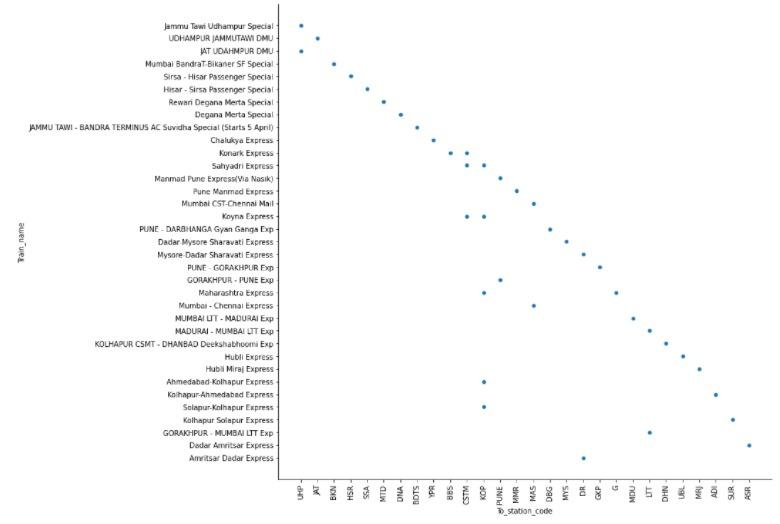 Jammu Tawi Udhampur Special
UDHAMPUR JAMMUTAWI DMU
JAT UDAHMPUR DMU
Mumbai BandraT-Bikaner SF Special
Sirsa - Hisar Passenger Special
Hisar - Sirsa Passenger Special
Rewari Degana Merta Special
Degana Merta Special
JAMMU TAWI - BANDRA TERMINUS AC Suvidha Special (Starts 5 April)
Chalukya Express
Konark Express
Sahyadri Express
Manmad Pune Express(Via Nasik)
Pune Manmad Express
Mumbai CST-Chennai Mail
Koyna Express
PUNE - DARBHANGA Gyan Ganga Exp
Dadar-Mysore Sharavati Express
Mysore-Dadar Sharavati Express
PUNE - GORAKHPUR Exp
GORAKHPUR - PUNE Exp
Maharashtra Express
Mumbai - Chennai Express
MUMBAI LTT - MADURAI Exp
MADURAI - MUMBAI LTT Exp
KOLHAPUR CSMT - DHANBAD Deekshabhoomi Exp
Hubli Express
Hubli Miraj Express
Ahmedabad-Kolhapur Express
Kolhapur-Ahmedabad Express
Solapur-Kolhapur Express
Kolhapur Solapur Express
GORAKHPUR - MUMBAI LTT Exp
Dadar Amritsar Express
Amritsar Dadar Express
Train_name
UHP
JAT
BKN
HSR
SSA
MTD
DNA
BDTS
YPR
BBS
CSTM
KOP
PUNE
MMR
MAS
DBG
MYS
DR
GKP
G
MDU
LTT
DHN
UBL
MRJ
ADI
SUR
ASR
To_station_code